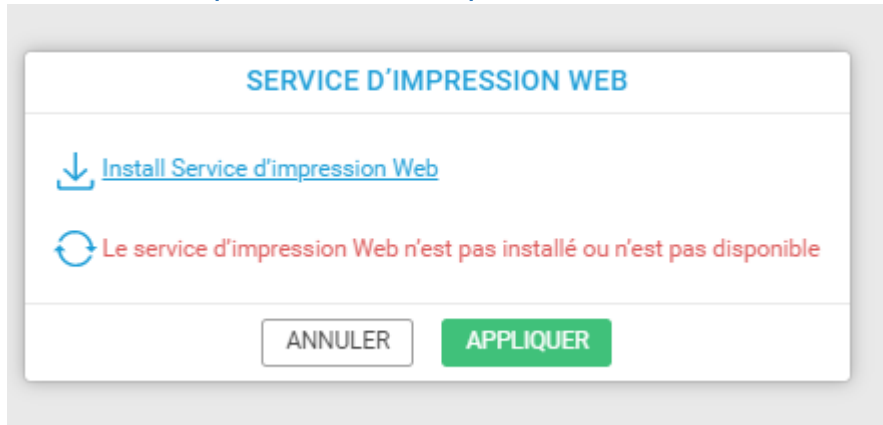 SERVICE D’IMPRESSION WEB
Install Service d’impression Web
Le service d’impression Web n’est pas installé ou n’est pas disponible
ANNULER
APPLIQUER